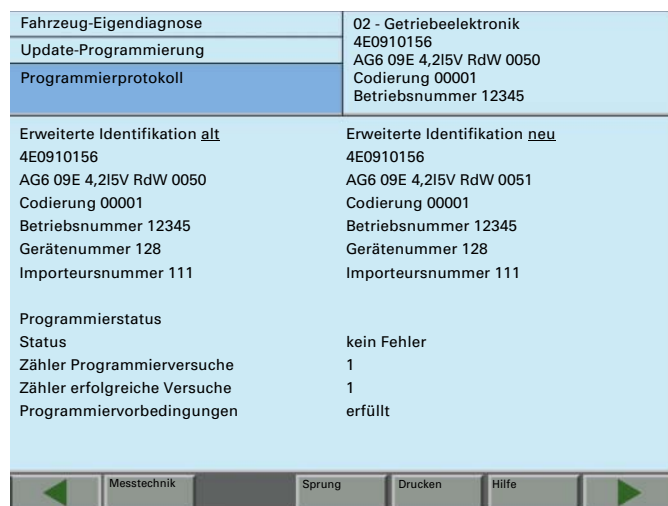 Fahrzeug-Eigendiagnose
Update-Programmierung
Programmierprotokoll
02 - Getriebeelektronik
4E0910156
AG6 09E 4,2l5V RdW 0050
Codierung 00001
Betriebsnummer 12345
Erweiterte Identifikation alt
4E0910156
AG6 09E 4,2l5V RdW 0050
Codierung 00001
Betriebsnummer 12345
Gerätenummer 128
Importeursnummer 111
Erweiterte Identifikation neu
4E0910156
AG6 09E 4,2l5V RdW 0051
Codierung 00001
Betriebsnummer 12345
Gerätenummer 128
Importeursnummer 111
Programmierstatus
Status kein Fehler
Zähler Programmierversuche 1
Zähler erfolgreiche Versuche 1
Programmiervorbedingungen erfüllt
Messtechnik Sprung Drucken Hilfe